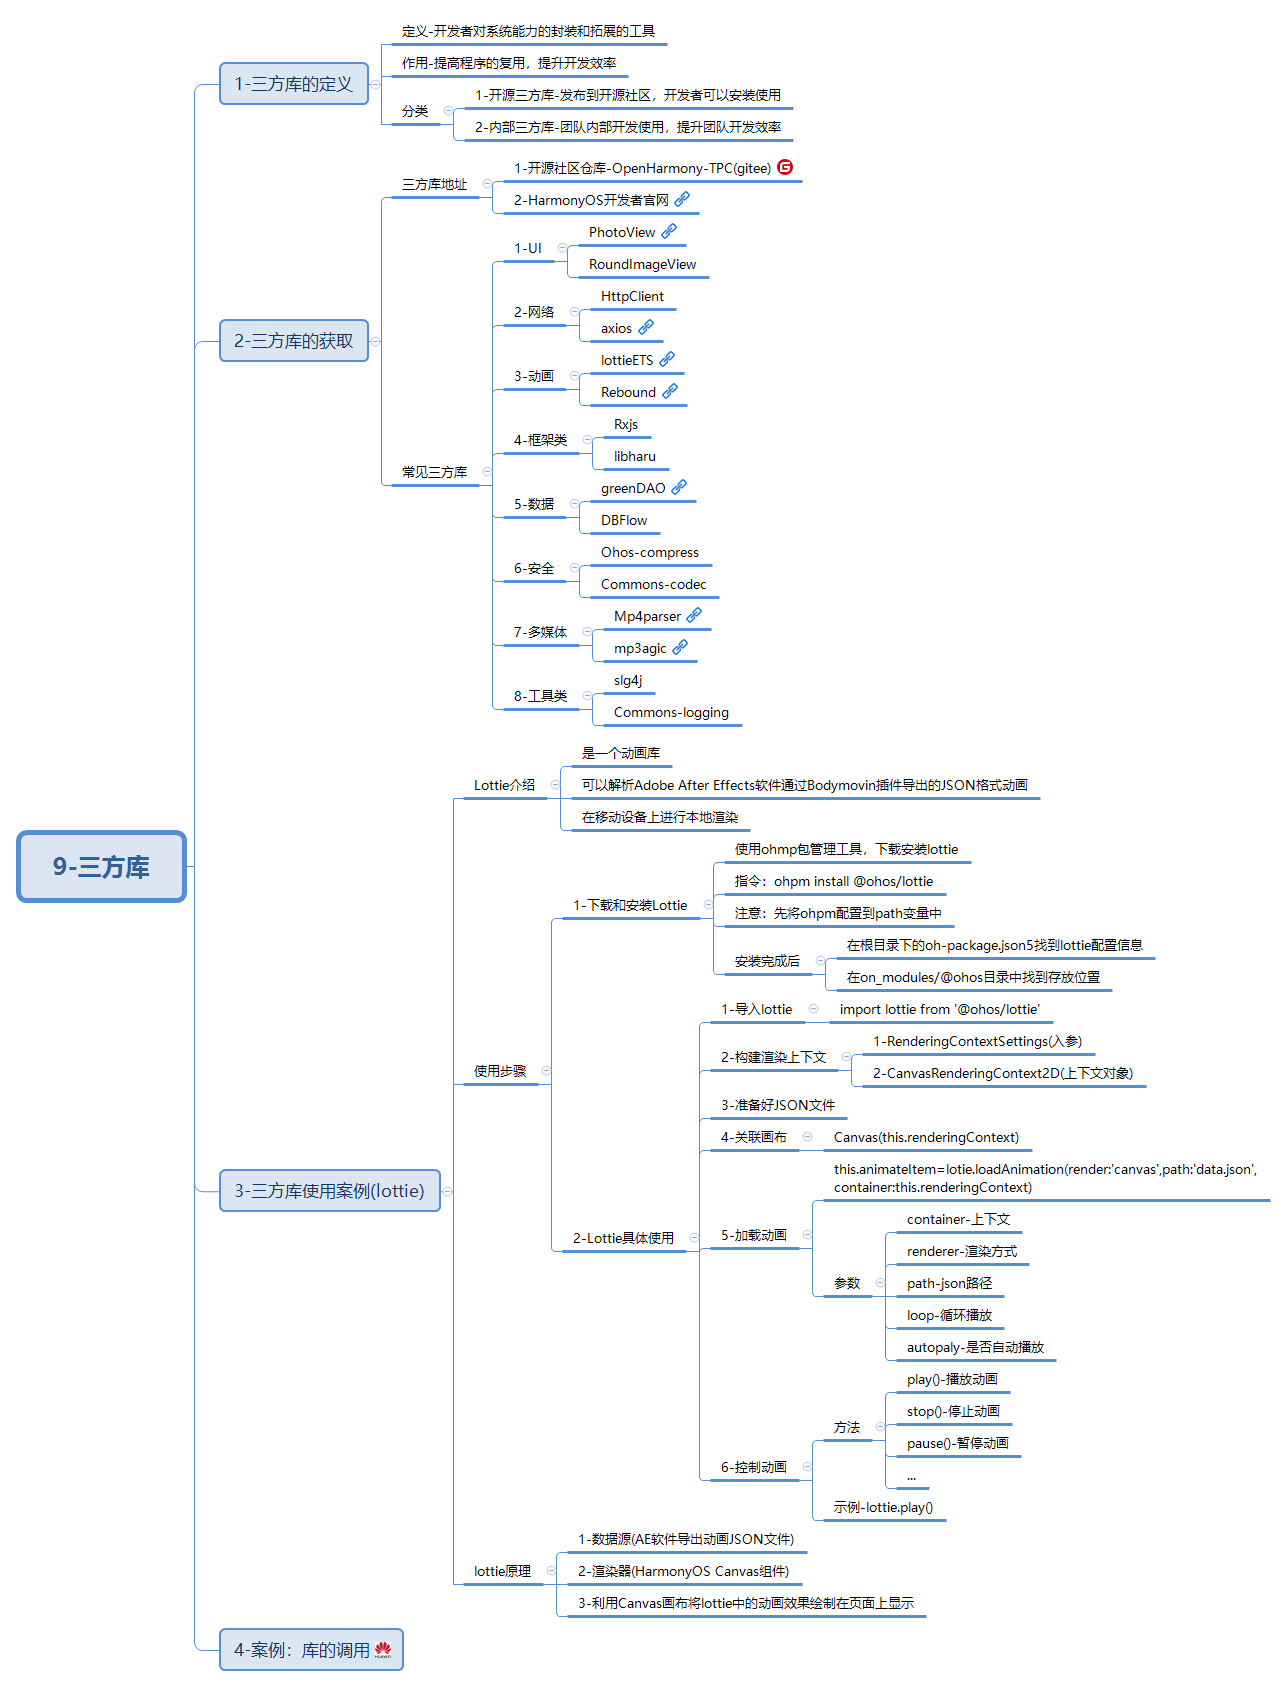 9-三方库
1-三方库的定义
定义-开发者对系统能力的封装和拓展的工具
作用-提高程序的复用，提升开发效率
分类
1-开源三方库-发布到开源社区，开发者可以安装使用
2-内部三方库-团队内部开发使用，提升团队开发效率
2-三方库的获取
三方库地址
1-开源社区仓库-OpenHarmony-TPC(gitee)
2-HarmonyOS开发者官网
常见三方库
1-UI
PhotoView
RoundImageView
2-网络
HttpClient
axios
3-动画
lottieETS
Rebound
4-框架类
Rxjs
libharu
5-数据
greenDAO
DBFlow
6-安全
Ohos-compress
Commons-codec
7-多媒体
Mp4parser
mp3agic
8-工具类
slg4j
Commons-logging
3-三方库使用案例(lottie)
Lottie介绍
是一个动画库
可以解析Adobe After Effects软件通过Bodymovin插件导出的JSON格式动画
在移动设备上进行本地渲染
使用步骤
1-下载和安装Lottie
使用ohmp包管理工具，下载安装lottie
指令：ohpm install @ohos/lottie
注意：先将ohpm配置到path变量中
安装完成后
在根目录下的oh-package.json5找到lottie配置信息
在on_modules/@ohos目录中找到存放位置
2-Lottie具体使用
1-导入lottie
import lottie from '@ohos/lottie'
2-构建渲染上下文
1-RenderingContextSettings(入参)
2-CanvasRenderingContext2D(上下文对象)
3-准备好JSON文件
4-关联画布
Canvas(this.renderingContext)
5-加载动画
this.animateItem=lotie.loadAnimation(render:'canvas',path:'data.json',
container:this.renderingContext)
参数
container-上下文
renderer-渲染方式
path-json路径
loop-循环播放
autopaly-是否自动播放
6-控制动画
方法
play()-播放动画
stop()-停止动画
pause()-暂停动画
...
示例-lottie.play()
lottie原理
1-数据源(AE软件导出动画JSON文件)
2-渲染器(HarmonyOS Canvas组件)
3-利用Canvas画布将lottie中的动画效果绘制在页面上显示
4-案例：库的调用
HUAWEI